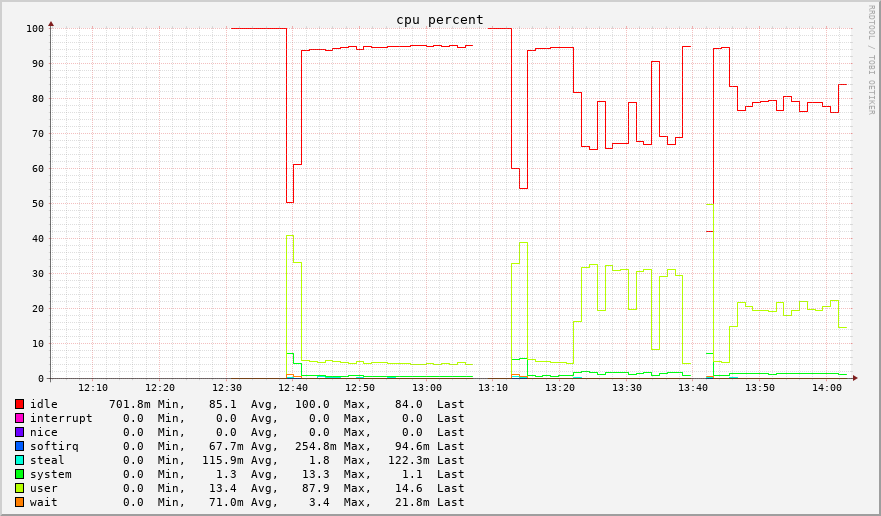 cpu percent
RRDTOOL / TOBI OETIKER
100
90
80
70
60
50
40
30
20
10
0
12:10 12:20 12:30 12:40 12:50 13:00 13:10 13:20 13:30 13:40 13:50 14:00
idle 701.8m Min, 85.1 Avg, 100.0 Max, 84.0 Last
interrupt 0.0 Min, 0.0 Avg, 0.0 Max, 0.0 Last
nice 0.0 Min, 0.0 Avg, 0.0 Max, 0.0 Last
softirq 0.0 Min, 67.7m Avg, 254.8m Max, 94.6m Last
steal 0.0 Min, 115.9m Avg, 1.8 Max, 122.3m Last
system 0.0 Min, 1.3 Avg, 13.3 Max, 1.1 Last
user 0.0 Min, 13.4 Avg, 87.9 Max, 14.6 Last
wait 0.0 Min, 71.0m Avg, 3.4 Max, 21.8m Last